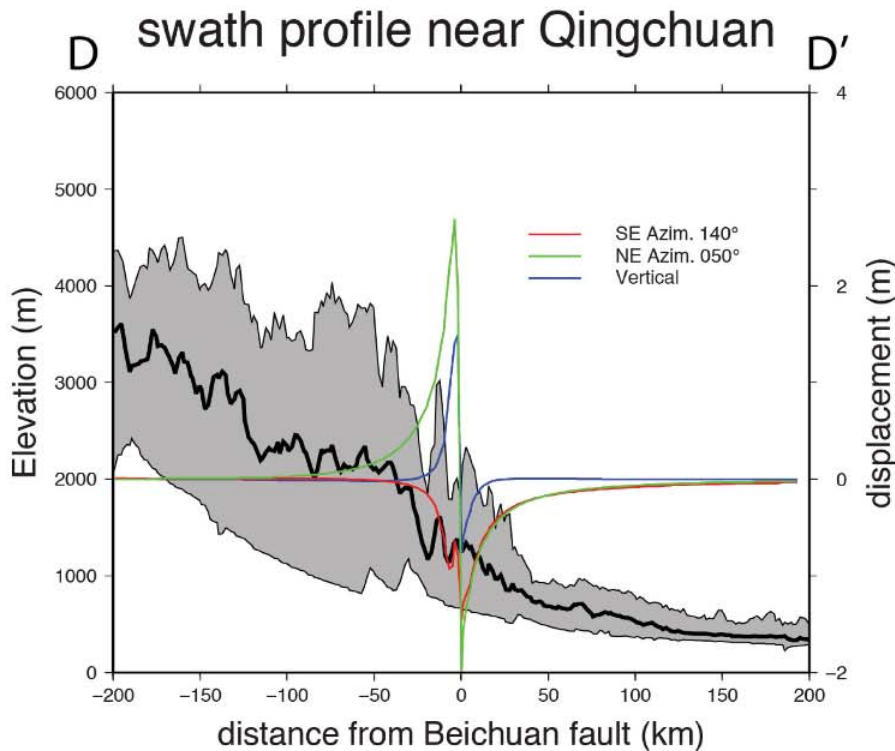 swath profile near Qingchuan
D D'
6000 4
5000
4000 2
3000
2000 0
1000
0 -2
Elevation (m)
displacement (m)
SE Azim. 140°
NE Azim. 050°
Vertical
−200 −150 −100 −50 0 50 100 150 200
distance from Beichuan fault (km)